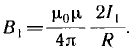 B₁ = μ₀μ/4π · 2I₁/R.